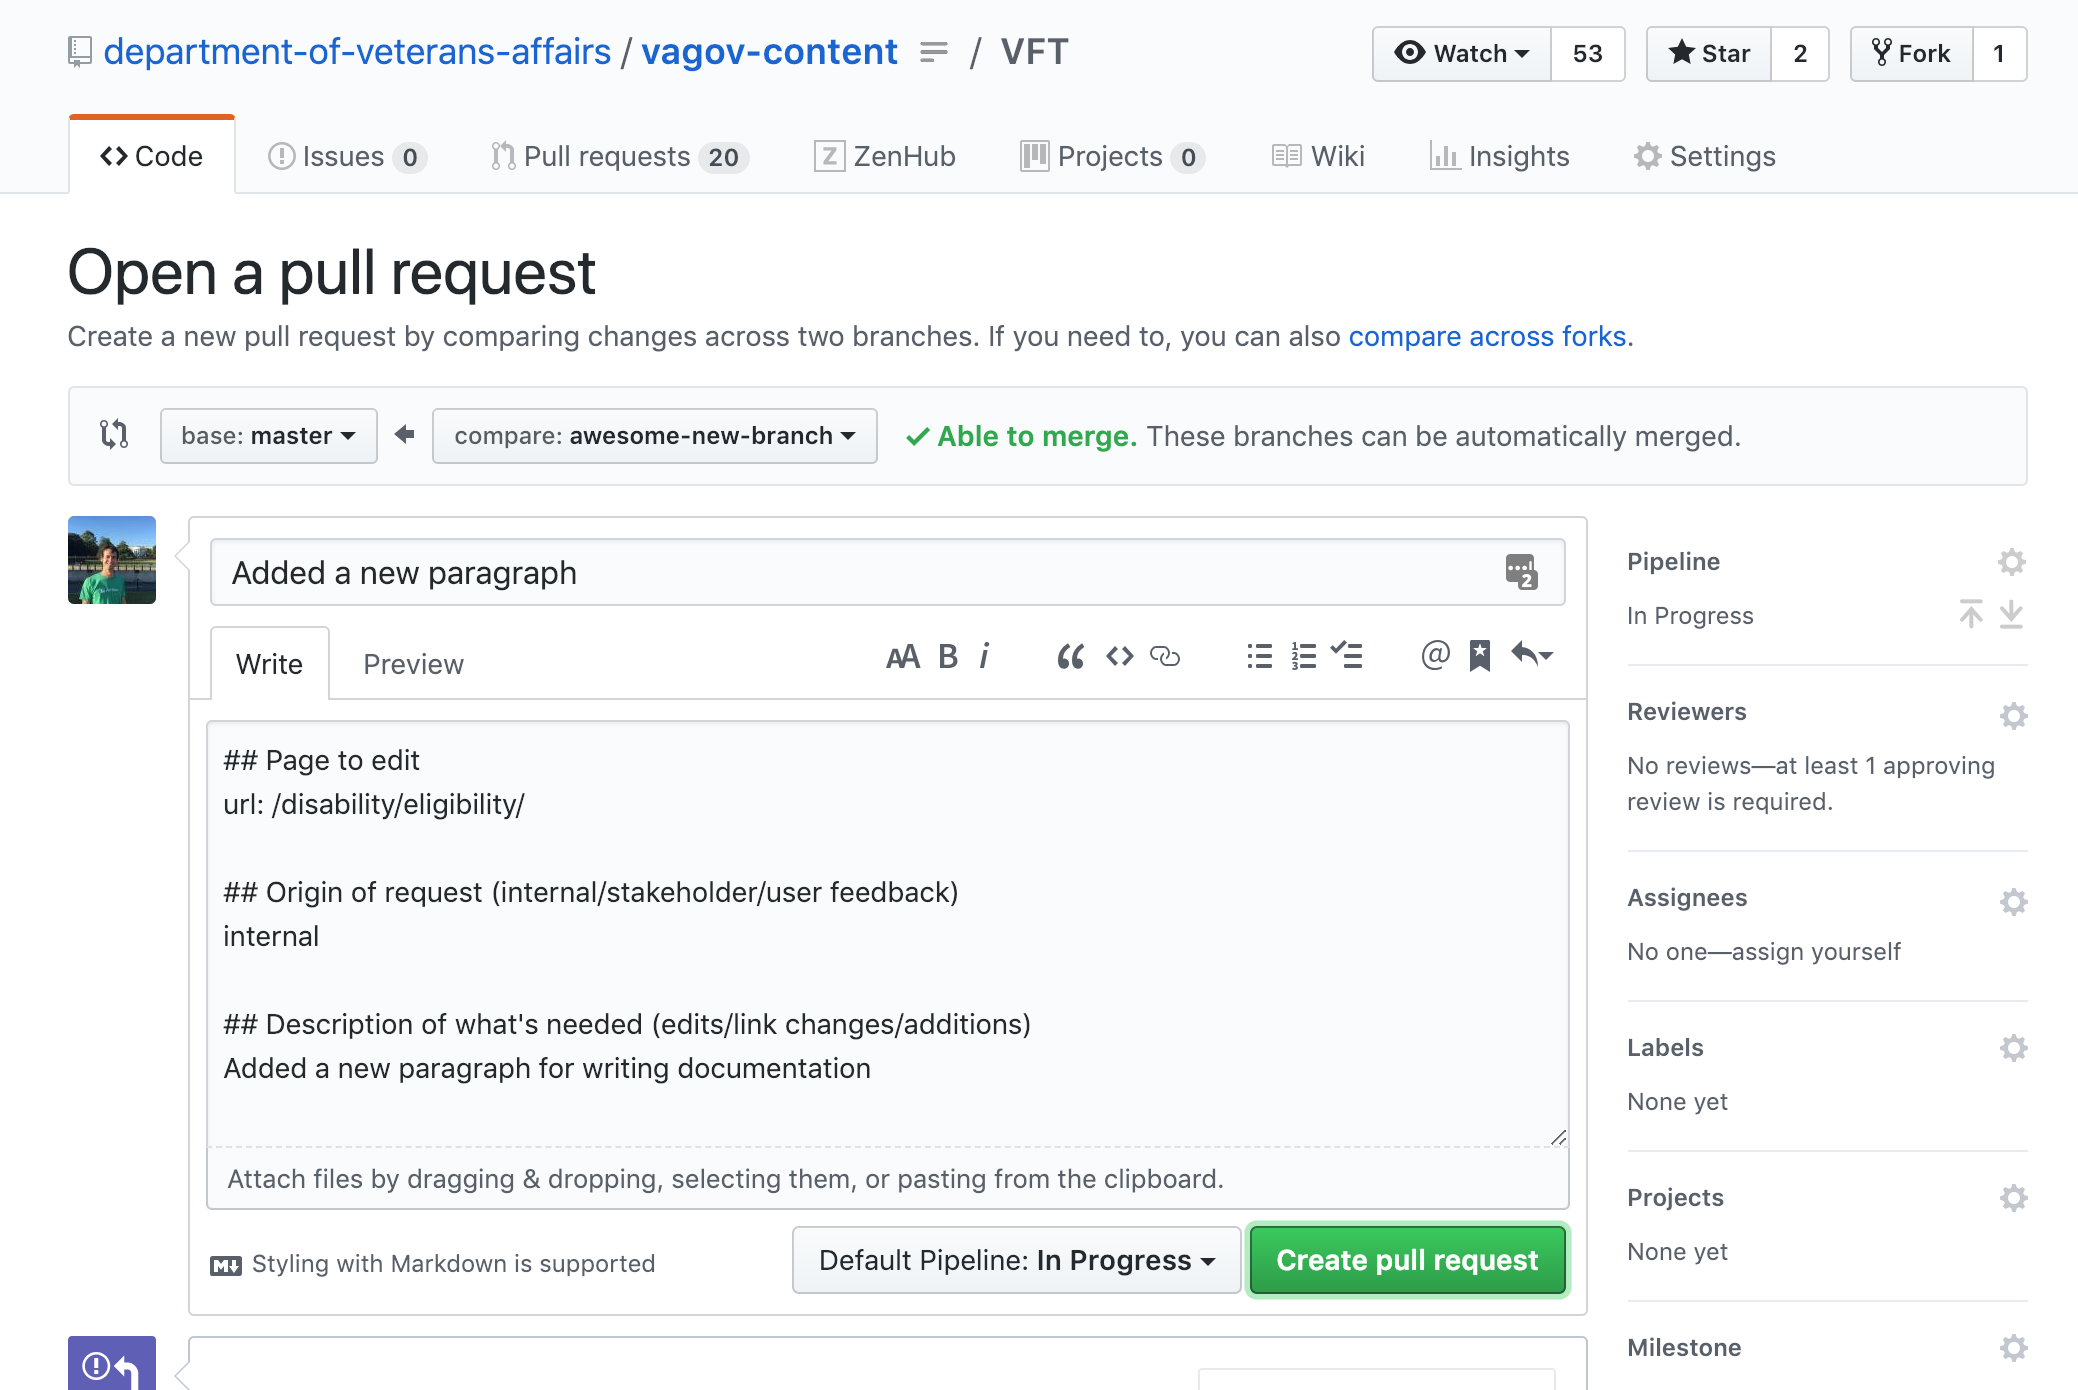 department-of-veterans-affairs / vagov-content / VFT
Watch 53 Star 2 Fork 1
Code Issues 0 Pull requests 20 ZenHub Projects 0 Wiki Insights Settings
Open a pull request
Create a new pull request by comparing changes across two branches. If you need to, you can also compare across forks.
base: master compare: awesome-new-branch Able to merge. These branches can be automatically merged.
Added a new paragraph
2
Write Preview
AA B i @
## Page to edit
url: /disability/eligibility/
## Origin of request (internal/stakeholder/user feedback)
internal
## Description of what's needed (edits/link changes/additions)
Added a new paragraph for writing documentation
Attach files by dragging & dropping, selecting them, or pasting from the clipboard.
Styling with Markdown is supported
Default Pipeline: In Progress
Create pull request
Pipeline
In Progress
Reviewers
No reviews—at least 1 approving
review is required.
Assignees
No one—assign yourself
Labels
None yet
Projects
None yet
Milestone